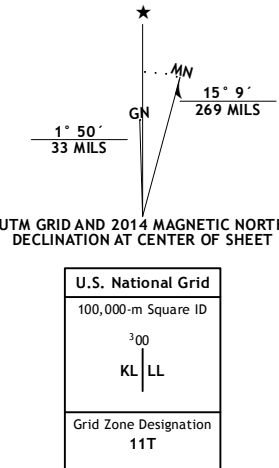 ★
MN
GN
15° 9´
269 MILS
1° 50´
33 MILS
UTM GRID AND 2014 MAGNETIC NORTH
DECLINATION AT CENTER OF SHEET
U.S. National Grid
100,000-m Square ID
³00
KL LL
Grid Zone Designation
11T